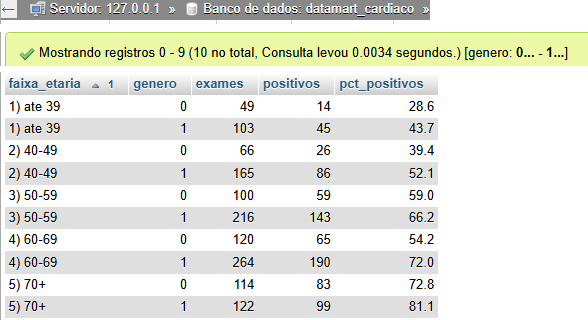 Servidor: 127.0.0.1 » Banco de dados: datamart_cardiaco »
Mostrando registros 0 - 9 (10 no total, Consulta levou 0.0034 segundos.) [genero: 0... - 1...]
faixa_etaria 1 genero exames positivos pct_positivos
1) ate 39 0 49 14 28.6
1) ate 39 1 103 45 43.7
2) 40-49 0 66 26 39.4
2) 40-49 1 165 86 52.1
3) 50-59 0 100 59 59.0
3) 50-59 1 216 143 66.2
4) 60-69 0 120 65 54.2
4) 60-69 1 264 190 72.0
5) 70+ 0 114 83 72.8
5) 70+ 1 122 99 81.1